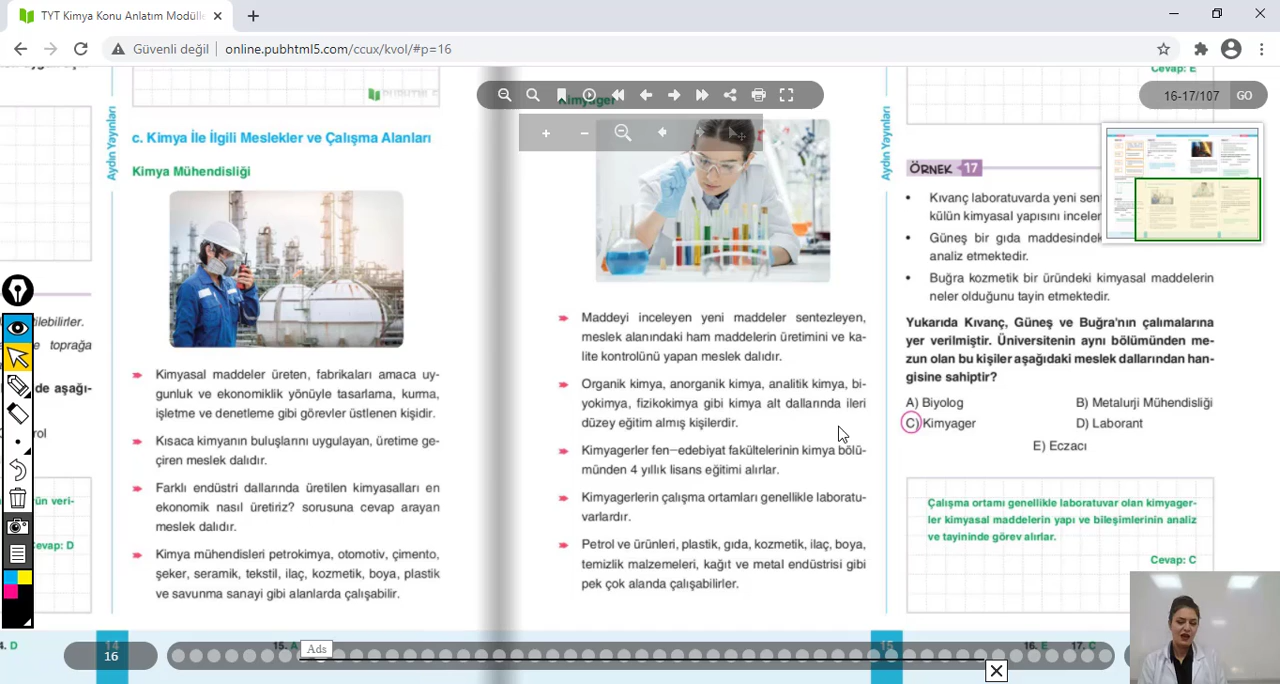 TYT Kimya Konu Anlatım Modüll
Güvenli değil
online.pubhtml5.com/ccux/kvol/#p=16
16-17/107
GO
ilebilirler.
e toprağa
de aşağı-
rol
ün veri-
Cevap: D
4. D
Aydın Yayınları
PUBHTML5
c. Kimya İle İlgili Meslekler ve Çalışma Alanları
Kimya Mühendisliği
Kimyasal maddeler üreten, fabrikaları amaca uy-
gunluk ve ekonomiklik yönüyle tasarlama, kurma,
işletme ve denetleme gibi görevler üstlenen kişidir.
Kısaca kimyanın buluşlarını uygulayan, üretime ge-
çiren meslek dalıdır.
Farklı endüstri dallarında üretilen kimyasalları en
ekonomik nasıl üretiriz? sorusuna cevap arayan
meslek dalıdır.
Kimya mühendisleri petrokimya, otomotiv, çimento,
şeker, seramik, tekstil, ilaç, kozmetik, boya, plastik
ve savunma sanayi gibi alanlarda çalışabilir.
14
16
15. A
Ads
Kimyager
Maddeyi inceleyen yeni maddeler sentezleyen,
meslek alanındaki ham maddelerin üretimini ve ka-
lite kontrolünü yapan meslek dalıdır.
Organik kimya, anorganik kimya, analitik kimya, bi-
yokimya, fizikokimya gibi kimya alt dallarında ileri
düzey eğitim almış kişilerdir.
Kimyagerler fen-edebiyat fakültelerinin kimya bölü-
münden 4 yıllık lisans eğitimi alırlar.
Kimyagerlerin çalışma ortamları genellikle laboratu-
varlardır.
Petrol ve ürünleri, plastik, gıda, kozmetik, ilaç, boya,
temizlik malzemeleri, kağıt ve metal endüstrisi gibi
pek çok alanda çalışabilirler.
Aydın Yayınları
15
Cevap: E
ÖRNEK 17
Kıvanç laboratuvarda yeni sen
külün kimyasal yapısını inceler
Güneş bir gıda maddesindek
analiz etmektedir.
Buğra kozmetik bir üründeki kimyasal maddelerin
neler olduğunu tayin etmektedir.
Yukarıda Kıvanç, Güneş ve Buğra'nın çalımalarına
yer verilmiştir. Üniversitenin aynı bölümünden me-
zun olan bu kişiler aşağıdaki meslek dallarından han-
gisine sahiptir?
A) Biyolog B) Metalurji Mühendisliği
C) Kimyager D) Laborant
E) Eczacı
Çalışma ortamı genellikle laboratuvar olan kimyager-
ler kimyasal maddelerin yapı ve bileşimlerinin analiz
ve tayininde görev alırlar.
Cevap: C
16. E 17. C